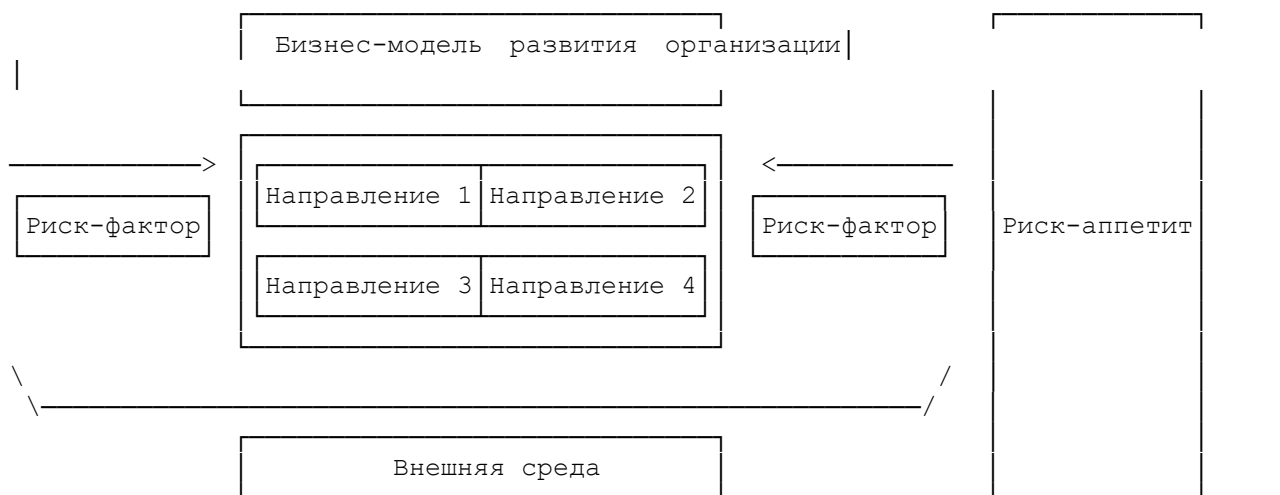 Бизнес-модель развития организации
Направление 1 Направление 2
Риск-фактор Риск-фактор Риск-аппетит
Направление 3 Направление 4
Внешняя среда